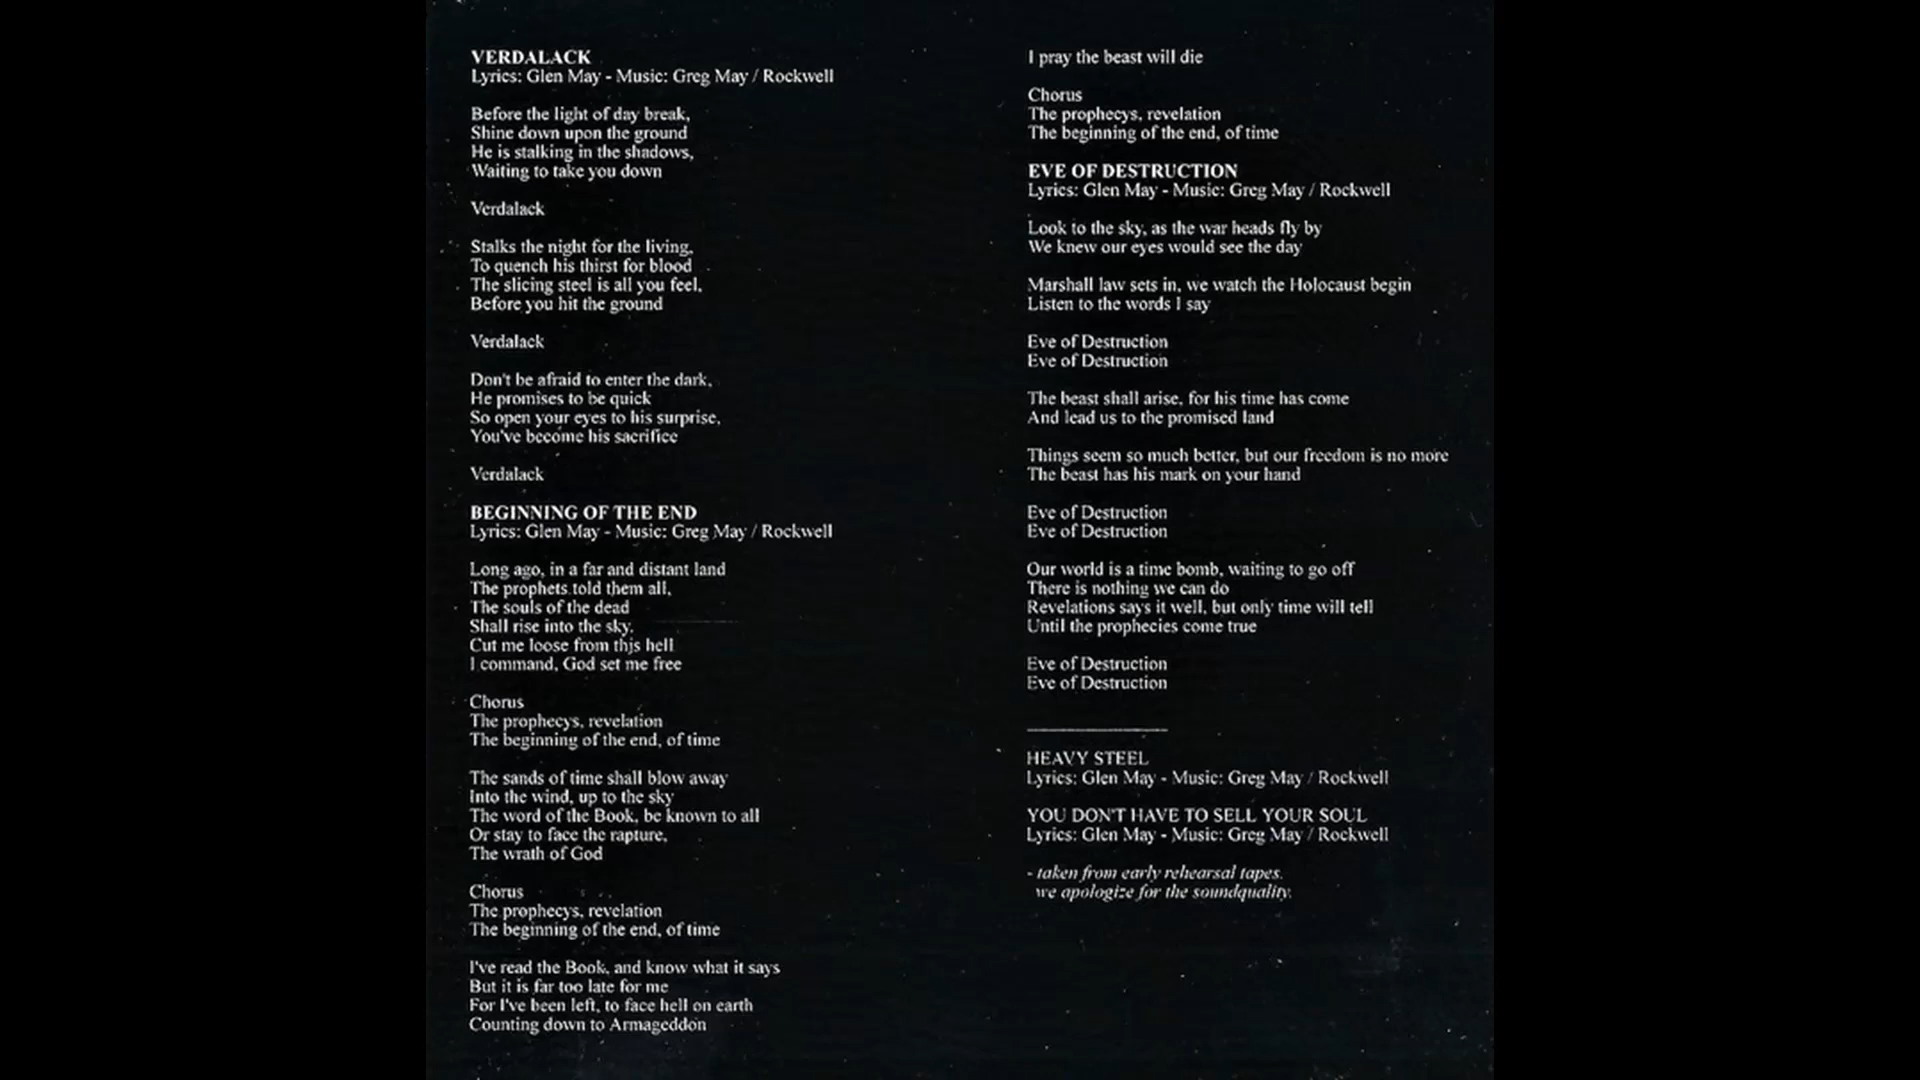 VERDALACK
Lyrics: Glen May - Music: Greg May / Rockwell
Before the light of day break,
Shine down upon the ground
He is stalking in the shadows,
Waiting to take you down
Verdalack
Stalks the night for the living,
To quench his thirst for blood
The slicing steel is all you feel,
Before you hit the ground
Verdalack
Don't be afraid to enter the dark,
He promises to be quick
So open your eyes to his surprise,
You've become his sacrifice
Verdalack
BEGINNING OF THE END
Lyrics: Glen May - Music: Greg May / Rockwell
Long ago, in a far and distant land
The prophets told them all,
The souls of the dead
Shall rise into the sky,
Cut me loose from this hell
I command, God set me free
Chorus
The prophecys, revelation
The beginning of the end, of time
The sands of time shall blow away
Into the wind, up to the sky
The word of the Book, be known to all
Or stay to face the rapture,
The wrath of God
Chorus
The prophecys, revelation
The beginning of the end, of time
I've read the Book, and know what it says
But it is far too late for me
For I've been left, to face hell on earth
Counting down to Armageddon
I pray the beast will die
Chorus
The prophecys, revelation
The beginning of the end, of time
EVE OF DESTRUCTION
Lyrics: Glen May - Music: Greg May / Rockwell
Look to the sky, as the war heads fly by
We knew our eyes would see the day
Marshall law sets in, we watch the Holocaust begin
Listen to the words I say
Eve of Destruction
Eve of Destruction
The beast shall arise, for his time has come
And lead us to the promised land
Things seem so much better, but our freedom is no more
The beast has his mark on your hand
Eve of Destruction
Eve of Destruction
Our world is a time bomb, waiting to go off
There is nothing we can do
Revelations says it well, but only time will tell
Until the prophecies come true
Eve of Destruction
Eve of Destruction
HEAVY STEEL
Lyrics: Glen May - Music: Greg May / Rockwell
YOU DON'T HAVE TO SELL YOUR SOUL
Lyrics: Glen May - Music: Greg May / Rockwell
- taken from early rehearsal tapes.
we apologize for the soundquality.